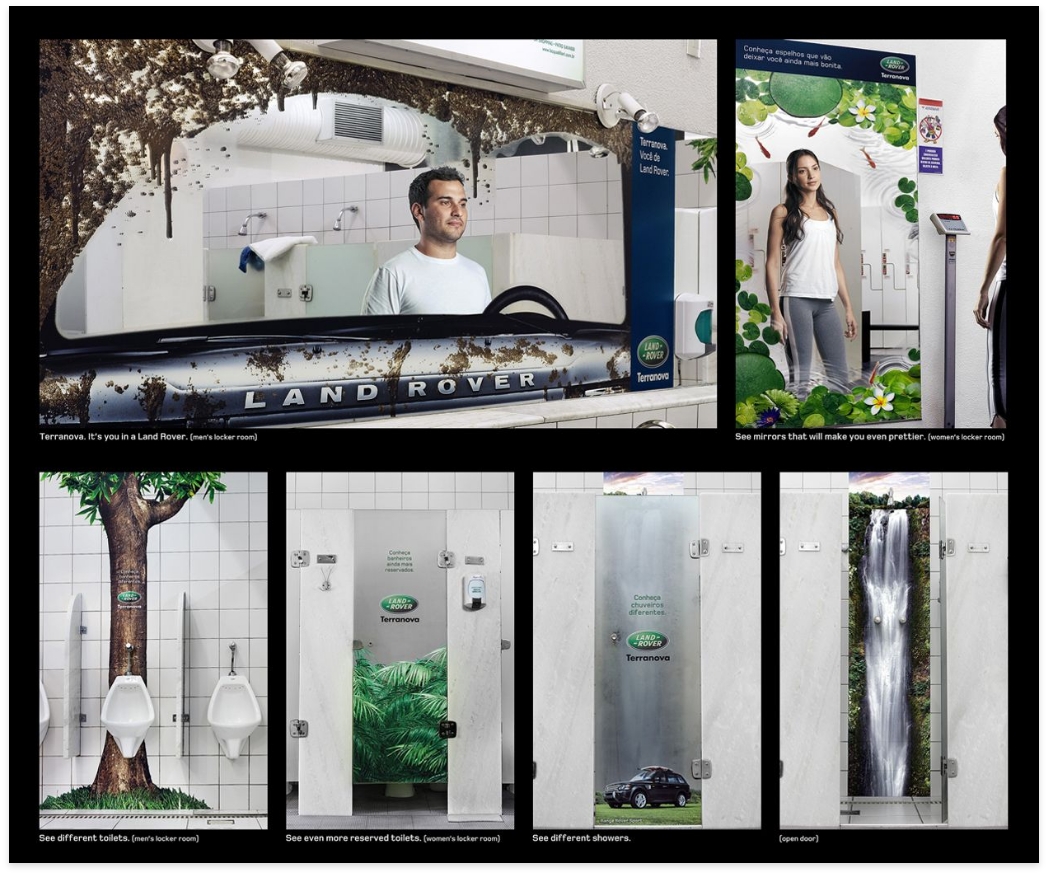 Terranova.
Você de
Land Rover.
LAND ROVER
LAND ROVER
Terranova
Terranova. It's you in a Land Rover. (men's locker room)
Conheça espelhos que vão
deixar você ainda mais bonita.
LAND ROVER
Terranova
See mirrors that will make you even prettier. (women's locker room)
Conheça
banheiros
diferentes.
LAND ROVER
Terranova
See different toilets. (men's locker room)
Conheça
banheiros
ainda mais
reservados.
LAND ROVER
Terranova
See even more reserved toilets. (women's locker room)
Conheça
chuveiros
diferentes.
LAND ROVER
Terranova
See different showers.
(open door)